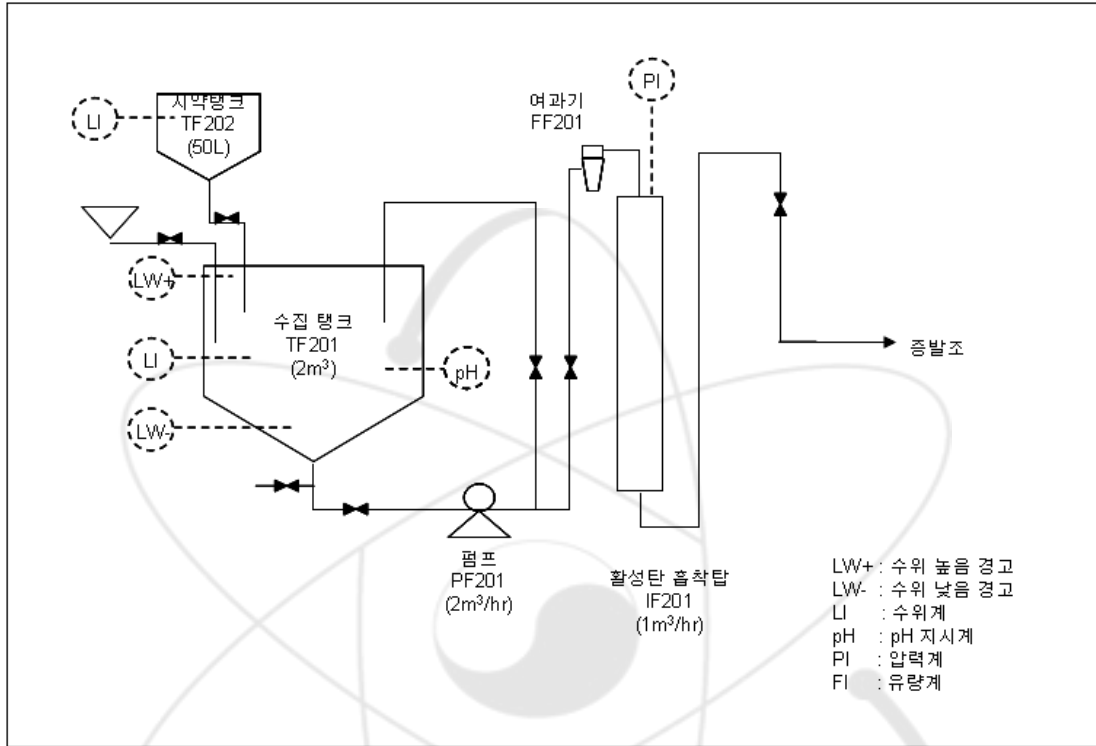 LI
시약탱크
TF202
(50L)
여과기
FF201
PI
LW+
LI
LW-
수집 탱크
TF201
(2m³)
pH
증발조
펌프
PF201
(2m³/hr)
활성탄 흡착탑
IF201
(1m³/hr)
LW+ : 수위 높음 경고
LW- : 수위 낮음 경고
LI : 수위계
pH : pH 지시계
PI : 압력계
FI : 유량계